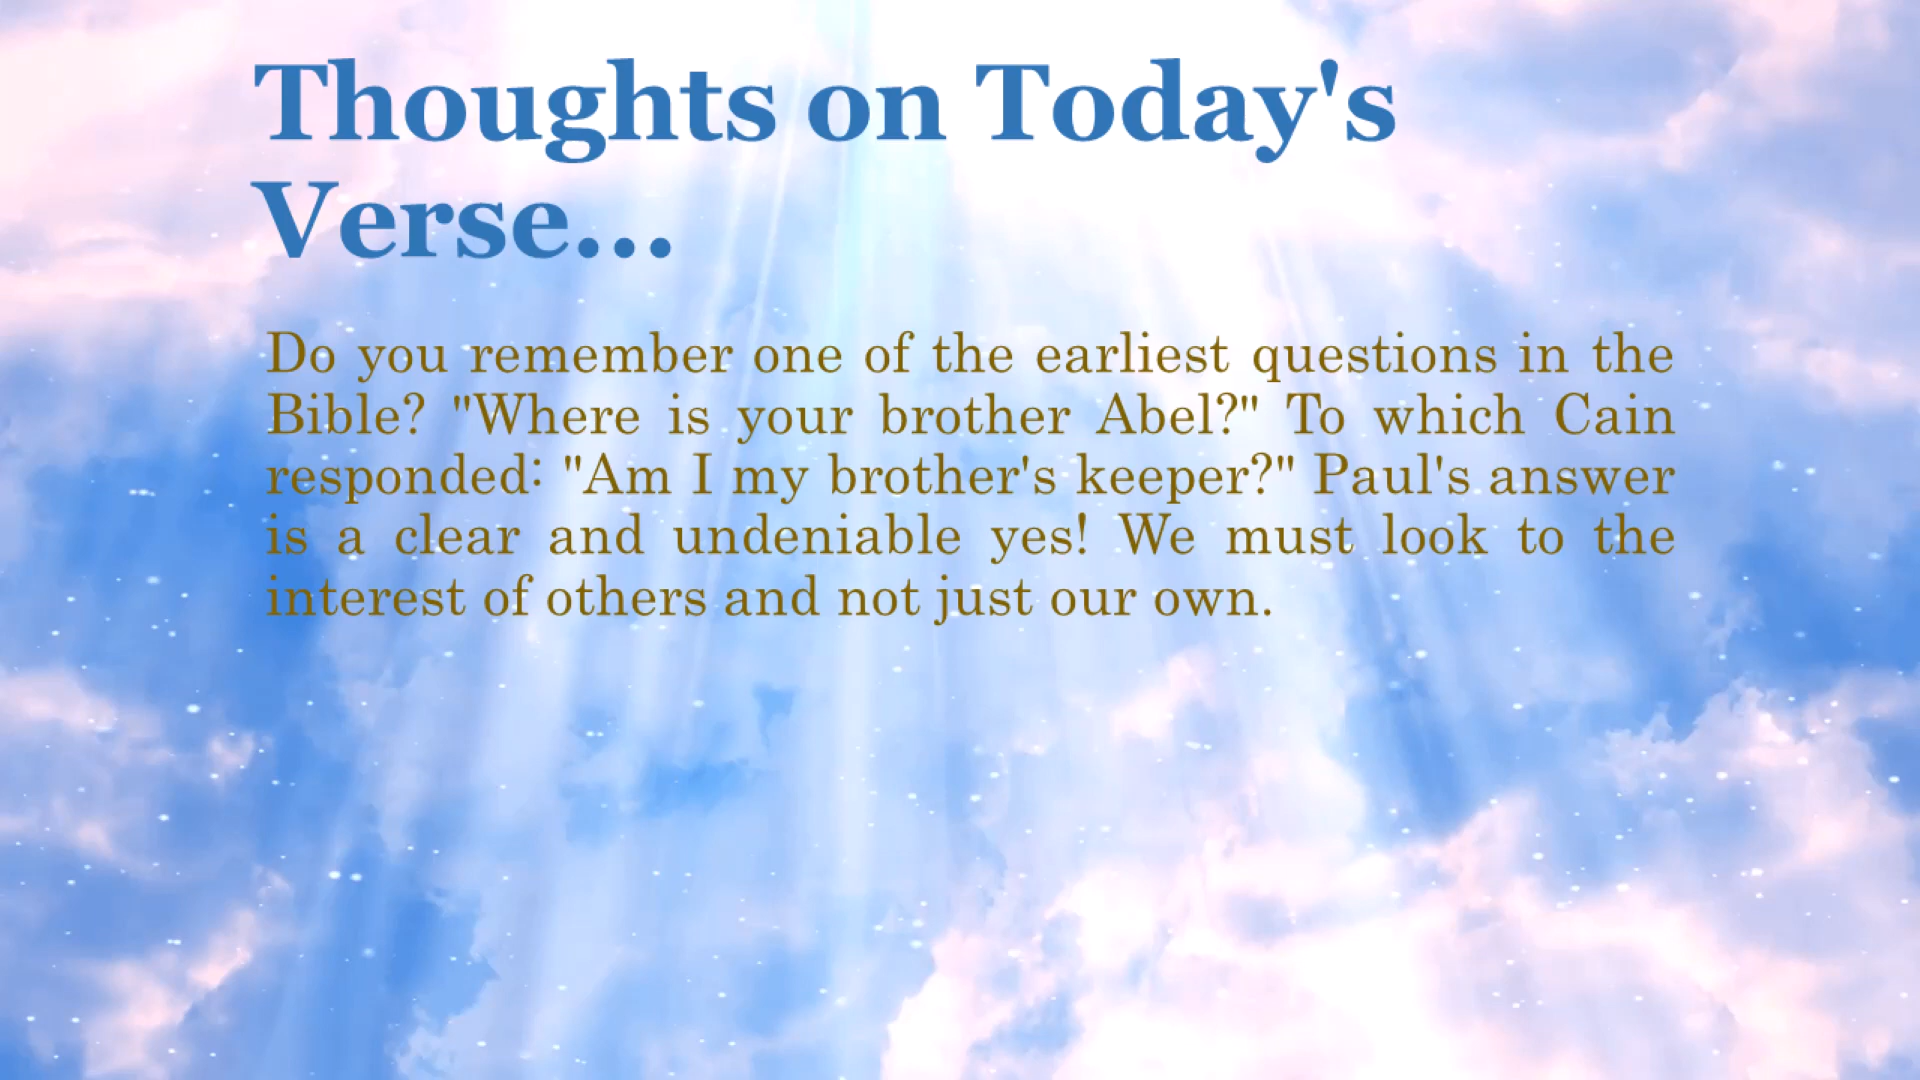 Thoughts on Today's
Verse...
Do you remember one of the earliest questions in the
Bible? "Where is your brother Abel?" To which Cain
responded: "Am I my brother's keeper?" Paul's answer
is a clear and undeniable yes! We must look to the
interest of others and not just our own.